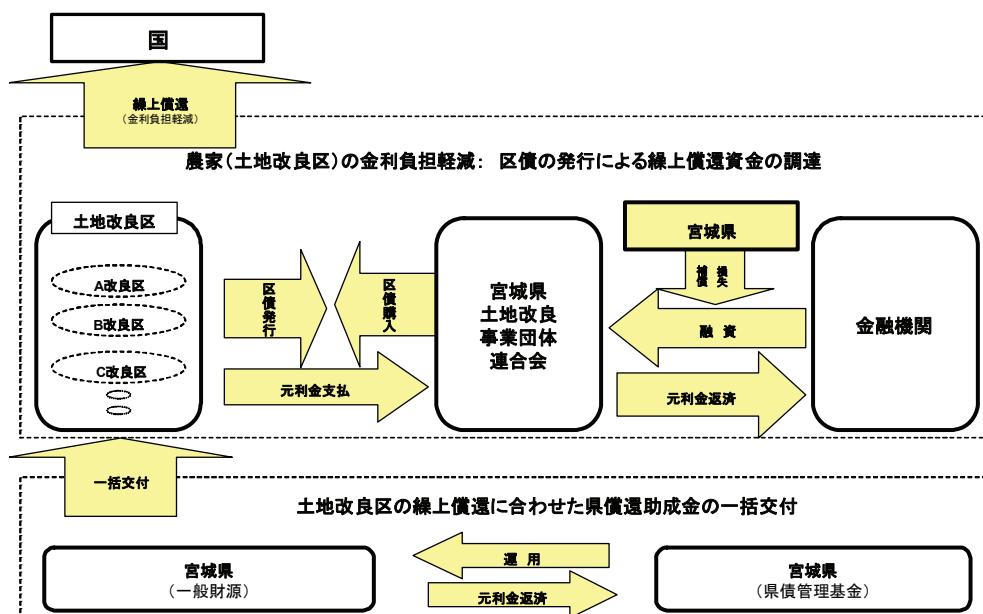 国
繰上償還
（金利負担軽減）
農家（土地改良区）の金利負担軽減： 区債の発行による繰上償還資金の調達
土地改良区
A改良区
B改良区
C改良区
区債発行
区債購入
元利金支払
宮城県
土地改良
事業団体
連合会
宮城県
損失
補償
融 資
元利金返済
金融機関
一括交付
土地改良区の繰上償還に合わせた県償還助成金の一括交付
宮城県
（一般財源）
運 用
元利金返済
宮城県
（県債管理基金）